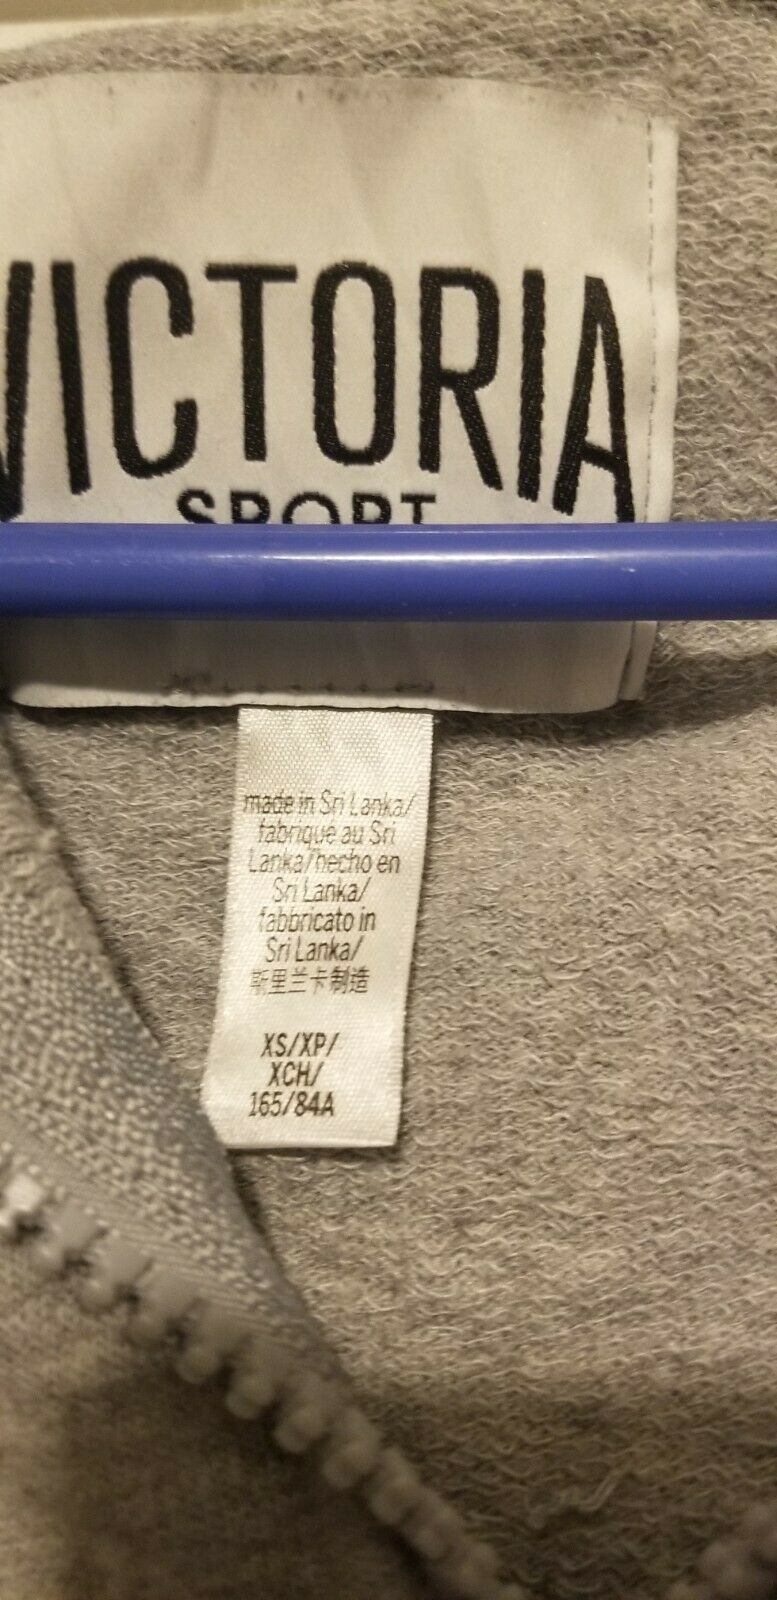 VICTORIA
SPORT
made in Sri Lanka/
fabriqué au Sri
Lanka/hecho en
Sri Lanka/
fabbricato in
Sri Lanka/
斯里兰卡制造
XS/XP/
XCH/
165/84A